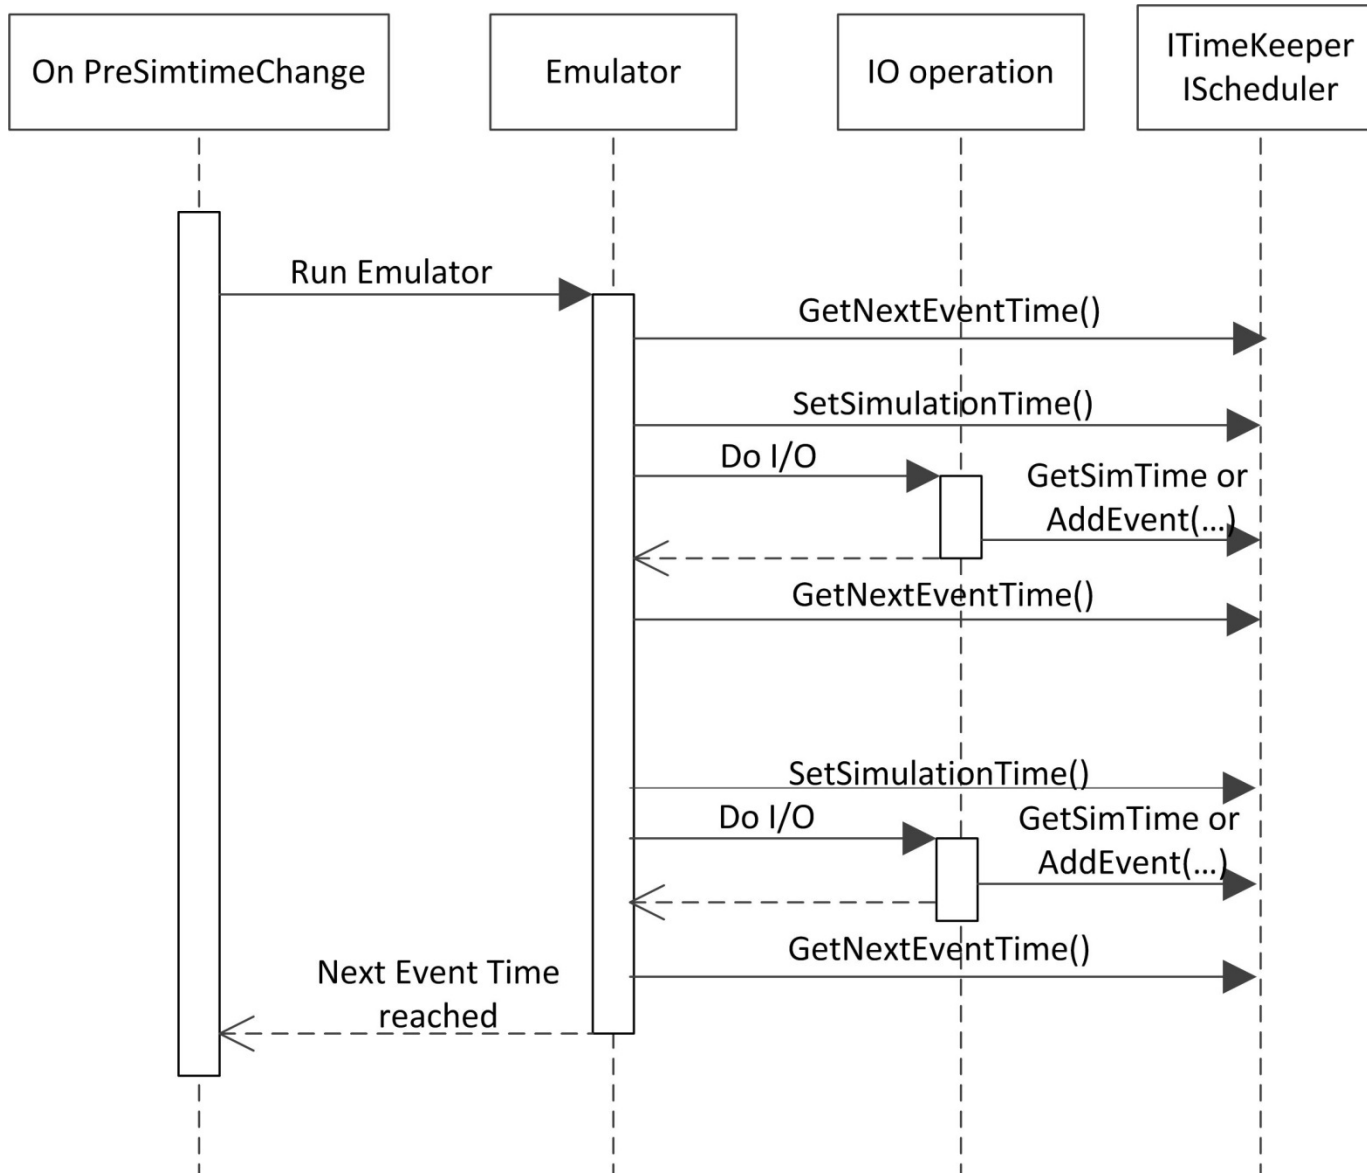 On PreSimtimeChange
Emulator
IO operation
ITimeKeeper
IScheduler
Run Emulator
GetNextEventTime()
SetSimulationTime()
Do I/O
GetSimTime or
AddEvent(...)
GetNextEventTime()
SetSimulationTime()
Do I/O
GetSimTime or
AddEvent(...)
GetNextEventTime()
Next Event Time
reached